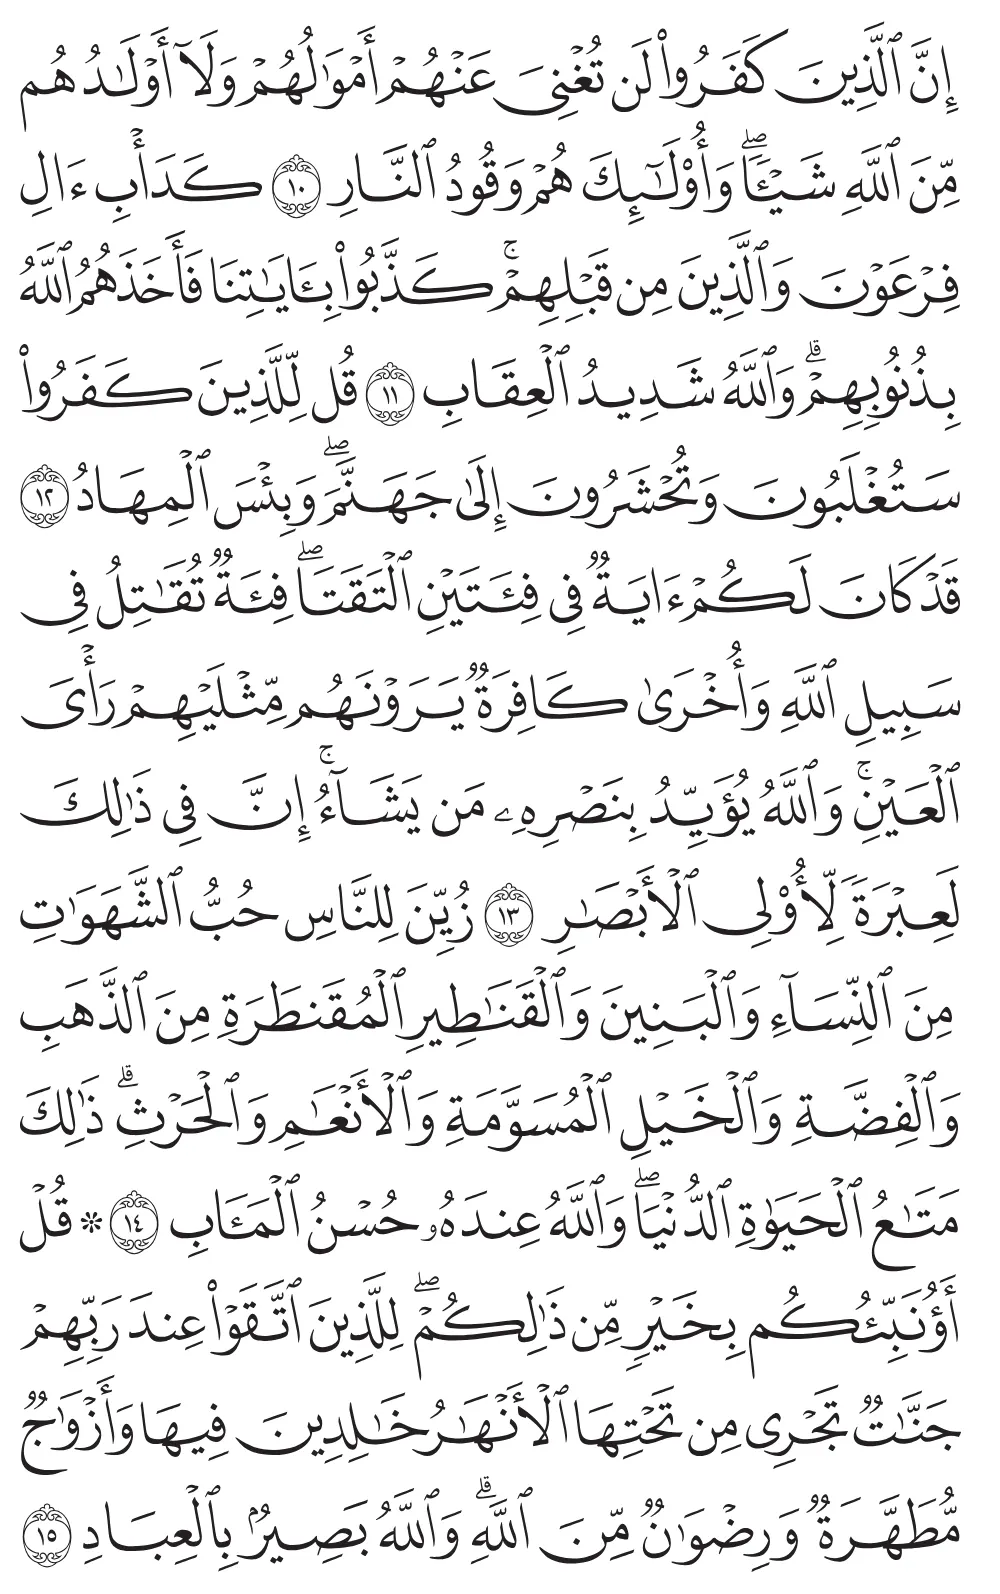 إِنَّ ٱلَّذِينَ كَفَرُوا۟ لَن تُغْنِىَ عَنْهُمْ أَمْوَٰلُهُمْ وَلَآ أَوْلَـٰدُهُم
مِّنَ ٱللَّهِ شَيْـًٔا ۖ وَأُو۟لَـٰٓئِكَ هُمْ وَقُودُ ٱلنَّارِ ١٠ كَدَأْبِ ءَالِ
فِرْعَوْنَ وَٱلَّذِينَ مِن قَبْلِهِمْ ۚ كَذَّبُوا۟ بِـَٔايَـٰتِنَا فَأَخَذَهُمُ ٱللَّهُ
بِذُنُوبِهِمْ ۗ وَٱللَّهُ شَدِيدُ ٱلْعِقَابِ ١١ قُل لِّلَّذِينَ كَفَرُوا۟
سَتُغْلَبُونَ وَتُحْشَرُونَ إِلَىٰ جَهَنَّمَ ۖ وَبِئْسَ ٱلْمِهَادُ ١٢
قَدْ كَانَ لَكُمْ ءَايَةٌ فِى فِئَتَيْنِ ٱلْتَقَتَا ۖ فِئَةٌ تُقَـٰتِلُ فِى
سَبِيلِ ٱللَّهِ وَأُخْرَىٰ كَافِرَةٌ يَرَوْنَهُم مِّثْلَيْهِمْ رَأْىَ
ٱلْعَيْنِ ۚ وَٱللَّهُ يُؤَيِّدُ بِنَصْرِهِۦ مَن يَشَآءُ ۚ إِنَّ فِى ذَٰلِكَ
لَعِبْرَةً لِّأُو۟لِى ٱلْأَبْصَـٰرِ ١٣ زُيِّنَ لِلنَّاسِ حُبُّ ٱلشَّهَوَٰتِ
مِنَ ٱلنِّسَآءِ وَٱلْبَنِينَ وَٱلْقَنَـٰطِيرِ ٱلْمُقَنطَرَةِ مِنَ ٱلذَّهَبِ
وَٱلْفِضَّةِ وَٱلْخَيْلِ ٱلْمُسَوَّمَةِ وَٱلْأَنْعَـٰمِ وَٱلْحَرْثِ ۗ ذَٰلِكَ
مَتَـٰعُ ٱلْحَيَوٰةِ ٱلدُّنْيَا ۖ وَٱللَّهُ عِندَهُۥ حُسْنُ ٱلْمَـَٔابِ ١٤ * قُلْ
أَؤُنَبِّئُكُم بِخَيْرٍ مِّن ذَٰلِكُمْ ۖ لِلَّذِينَ ٱتَّقَوْا۟ عِندَ رَبِّهِمْ
جَنَّـٰتٌ تَجْرِى مِن تَحْتِهَا ٱلْأَنْهَـٰرُ خَـٰلِدِينَ فِيهَا وَأَزْوَٰجٌ
مُّطَهَّرَةٌ وَرِضْوَٰنٌ مِّنَ ٱللَّهِ ۗ وَٱللَّهُ بَصِيرٌۢ بِٱلْعِبَادِ ١٥